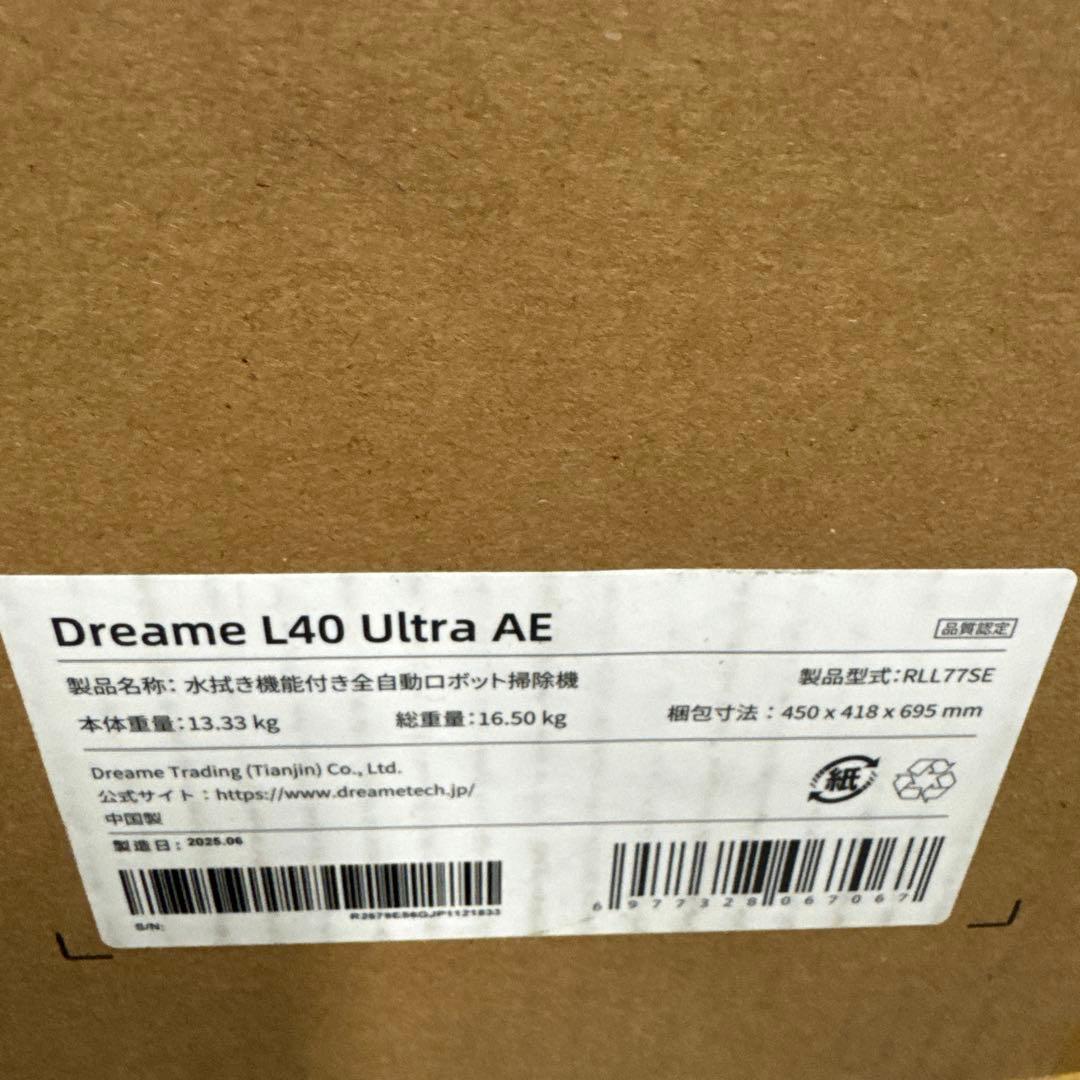 Dreame L40 Ultra AE
品質認定
製品名称: 水拭き機能付き全自動ロボット掃除機
製品型式:RLL77SE
本体重量:13.33 kg
総重量:16.50 kg
梱包寸法：450 x 418 x 695 mm
Dreame Trading (Tianjin) Co., Ltd.
公式サイト：https://www.dreametech.jp/
中国製
紙
製造日: 2025.06
S/N:
6 977328 067067